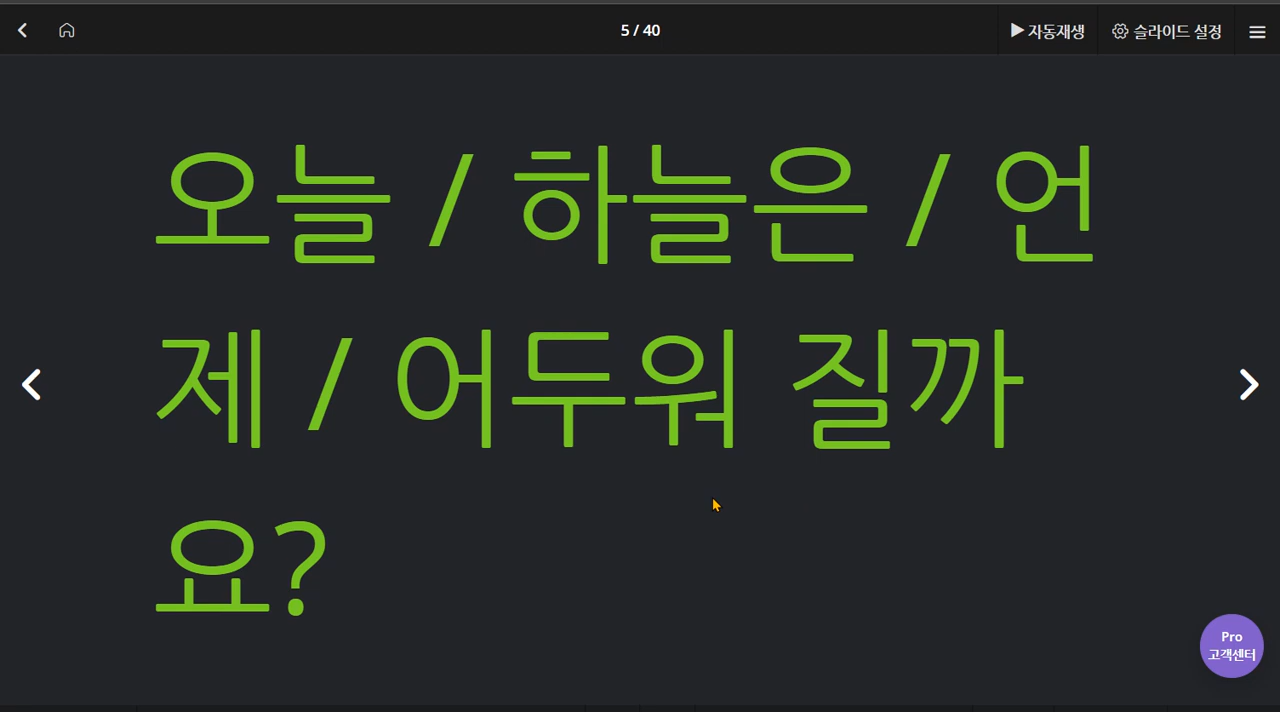 5 / 40
▶ 자동재생
슬라이드 설정
오늘 / 하늘은 / 언
제 / 어두워 질까
요?
Pro
고객센터